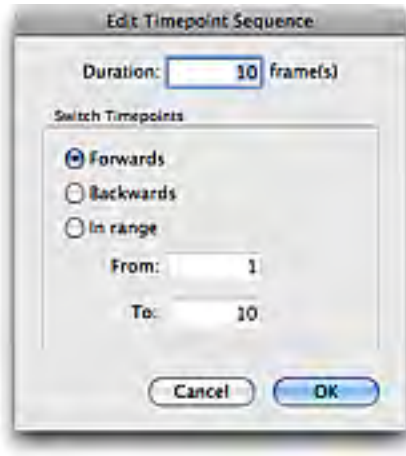 Edit Timepoint Sequence
Duration: 10 frame(s)
Switch Timepoints
Forwards
Backwards
In range
From: 1
To: 10
Cancel OK